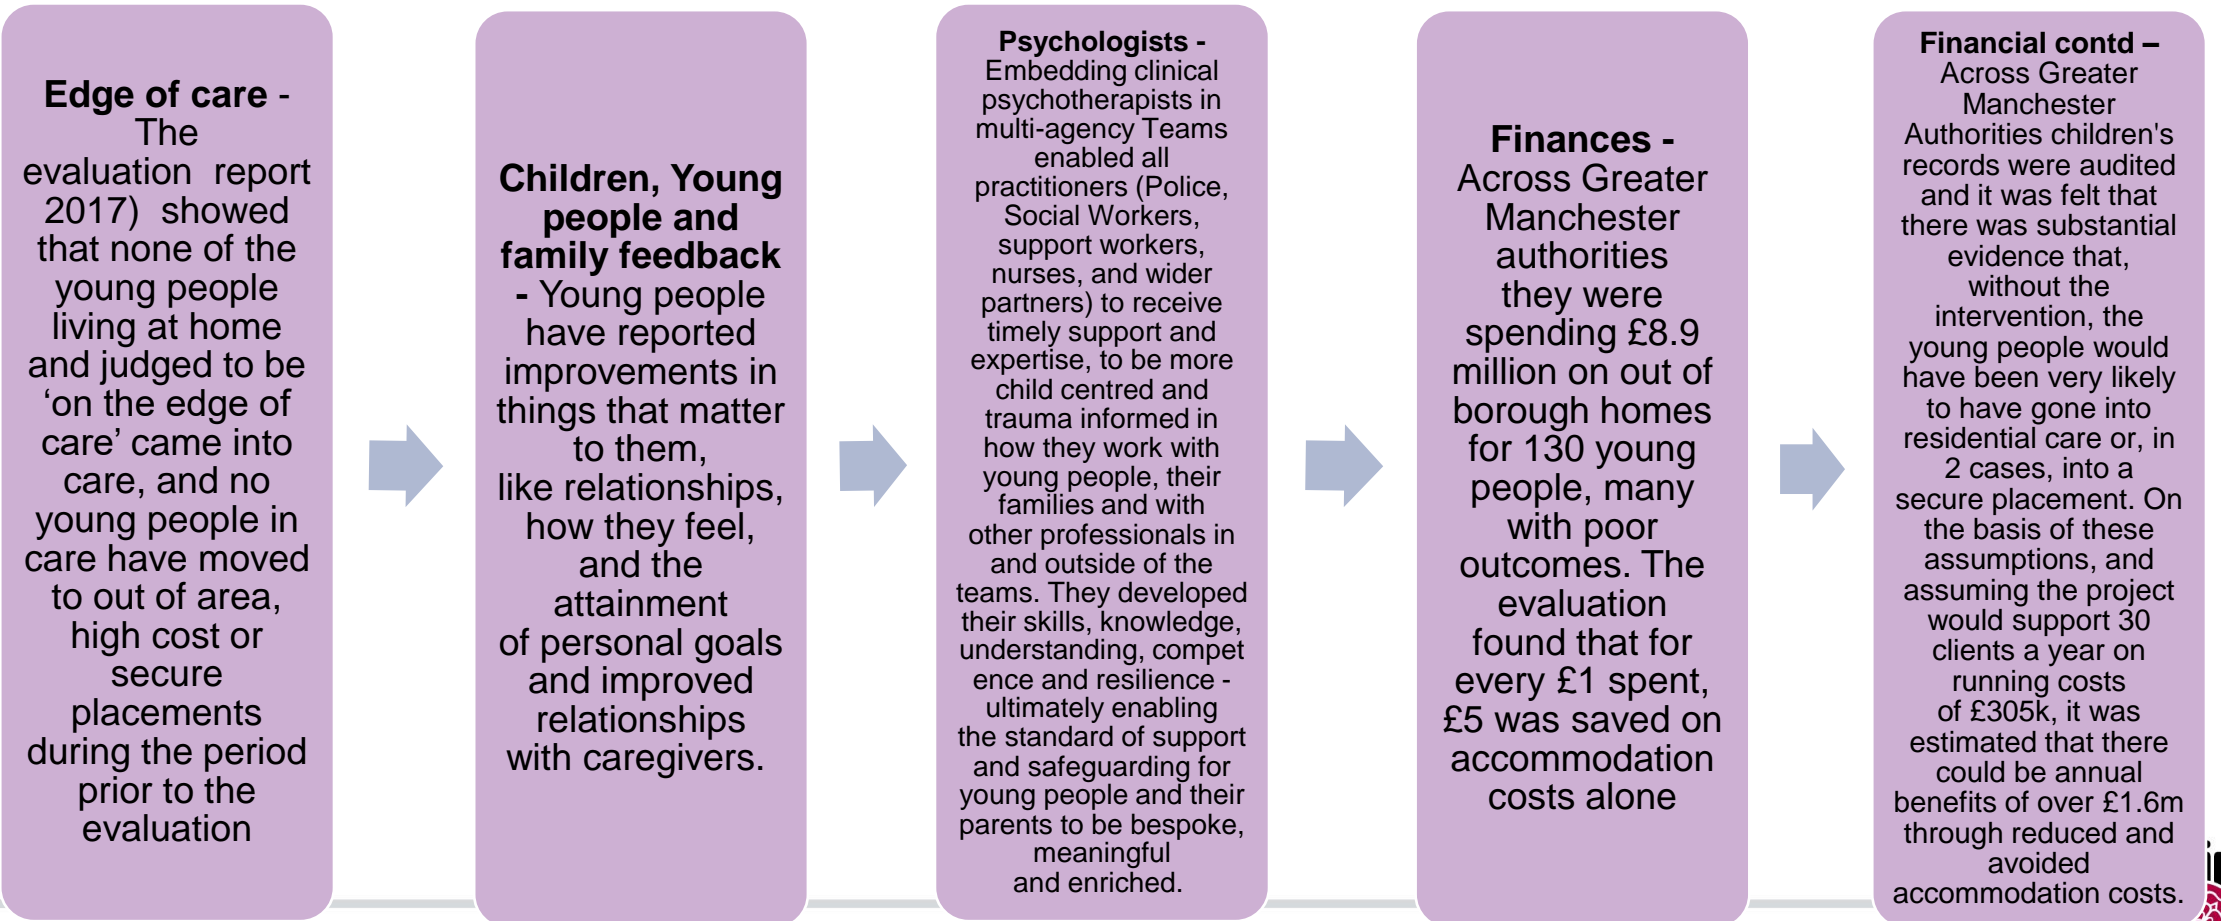 Edge of care -
The
evaluation report
2017) showed
that none of the
young people
living at home
and judged to be
‘on the edge of
care’ came into
care, and no
young people in
care have moved
to out of area,
high cost or
secure
placements
during the period
prior to the
evaluation
Children, Young
people and
family feedback
- Young people
have reported
improvements in
things that matter
to them,
like relationships,
how they feel,
and the
attainment
of personal goals
and improved
relationships
with caregivers.
Psychologists -
Embedding clinical
psychotherapists in
multi-agency Teams
enabled all
practitioners (Police,
Social Workers,
support workers,
nurses, and wider
partners) to receive
timely support and
expertise, to be more
child centred and
trauma informed in
how they work with
young people, their
families and with
other professionals in
and outside of the
teams. They developed
their skills, knowledge,
understanding, compet
ence and resilience -
ultimately enabling
the standard of support
and safeguarding for
young people and their
parents to be bespoke,
meaningful
and enriched.
Finances -
Across Greater
Manchester
authorities
they were
spending £8.9
million on out of
borough homes
for 130 young
people, many
with poor
outcomes. The
evaluation
found that for
every £1 spent,
£5 was saved on
accommodation
costs alone
Financial contd –
Across Greater
Manchester
Authorities children's
records were audited
and it was felt that
there was substantial
evidence that,
without the
intervention, the
young people would
have been very likely
to have gone into
residential care or, in
2 cases, into a
secure placement. On
the basis of these
assumptions, and
assuming the project
would support 30
clients a year on
running costs
of £305k, it was
estimated that there
could be annual
benefits of over £1.6m
through reduced and
avoided
accommodation costs.